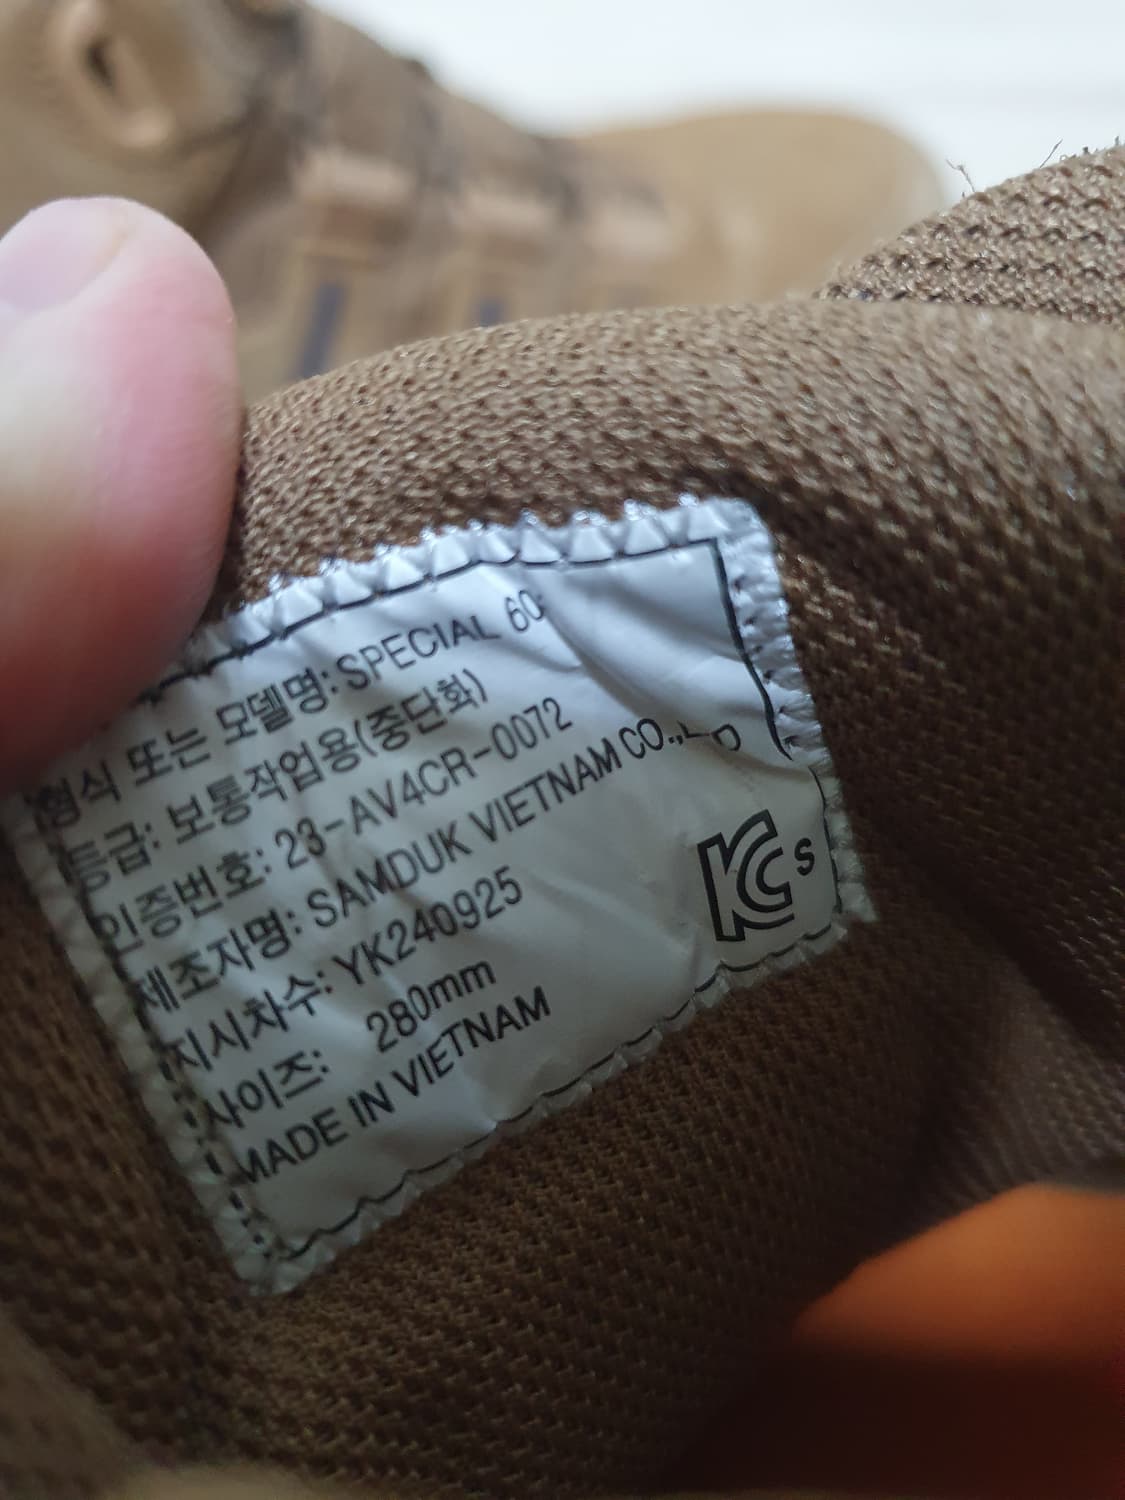 형식 또는 모델명: SPECIAL 60
등급: 보통작업용(중단화)
인증번호: 23-AV4CR-0072
제조자명: SAMDUK VIETNAM CO.,LTD
지시차수: YK240925
사이즈: 280mm
MADE IN VIETNAM
KCs